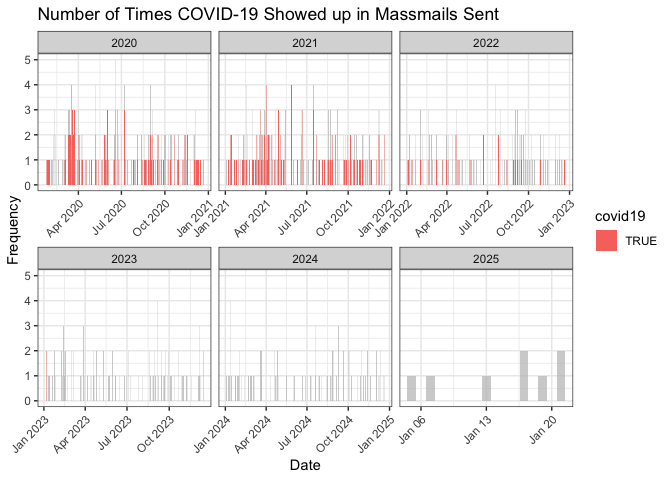 Number of Times COVID-19 Showed up in Massmails Sent
2020 2021 2022
5
4
3
2
1
0
Apr 2020 Jul 2020 Oct 2020 Jan 2021 Jan 2021 Apr 2021 Jul 2021 Oct 2021 Jan 2022 Jan 2022 Apr 2022 Jul 2022 Oct 2022 Jan 2023
Frequency
covid19
TRUE
2023 2024 2025
5
4
3
2
1
0
Jan 2023 Apr 2023 Jul 2023 Oct 2023 Jan 2024 Apr 2024 Jul 2024 Oct 2024 Jan 2025 Jan 06 Jan 13 Jan 20
Date